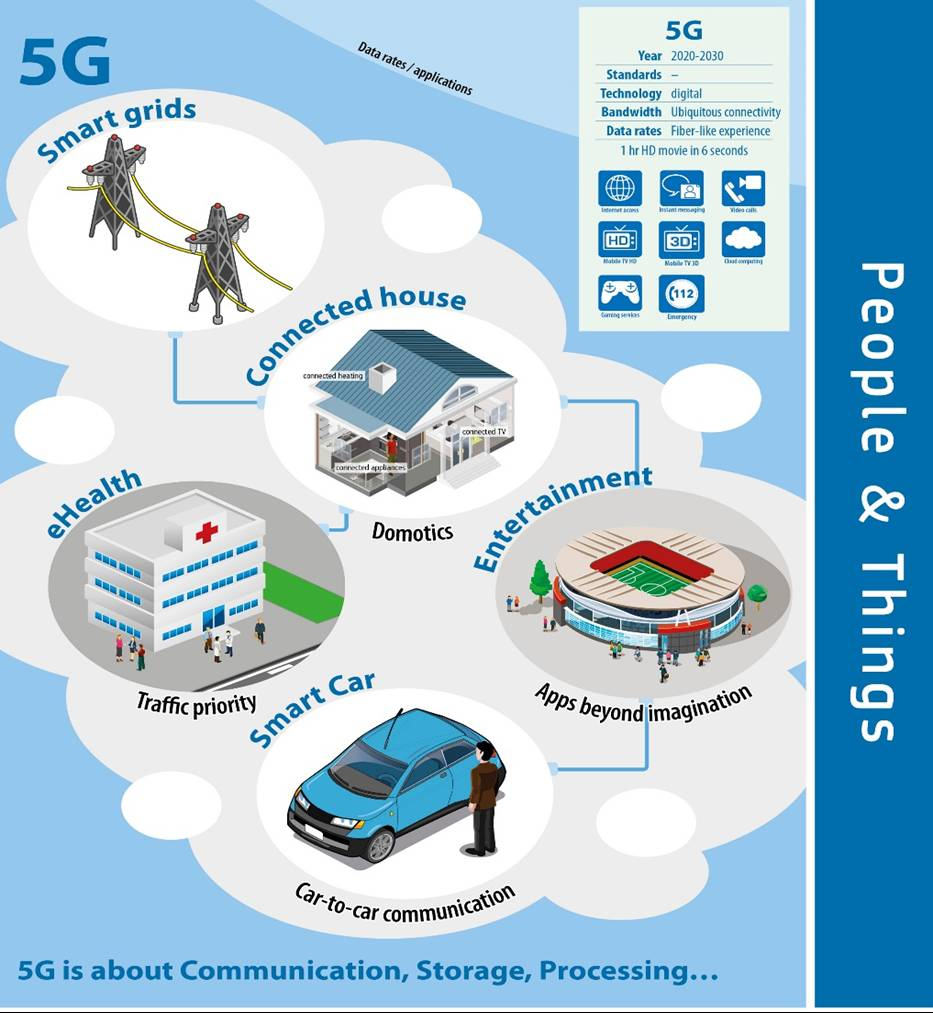 5G
Data rates / applications
5G
Year 2020-2030
Standards –
Technology digital
Bandwidth Ubiquitous connectivity
Data rates Fiber-like experience
1 hr HD movie in 6 seconds
Internet access
Instant messaging
Video calls
HD
3D
Mobile TV HD
Mobile TV 3D
Cloud computing
112
Gaming services
Emergency
Smart grids
Connected house
connected heating
connected TV
connected appliances
Domotics
eHealth
Traffic priority
Entertainment
Apps beyond imagination
Smart Car
Car-to-car communication
5G is about Communication, Storage, Processing...
People & Things